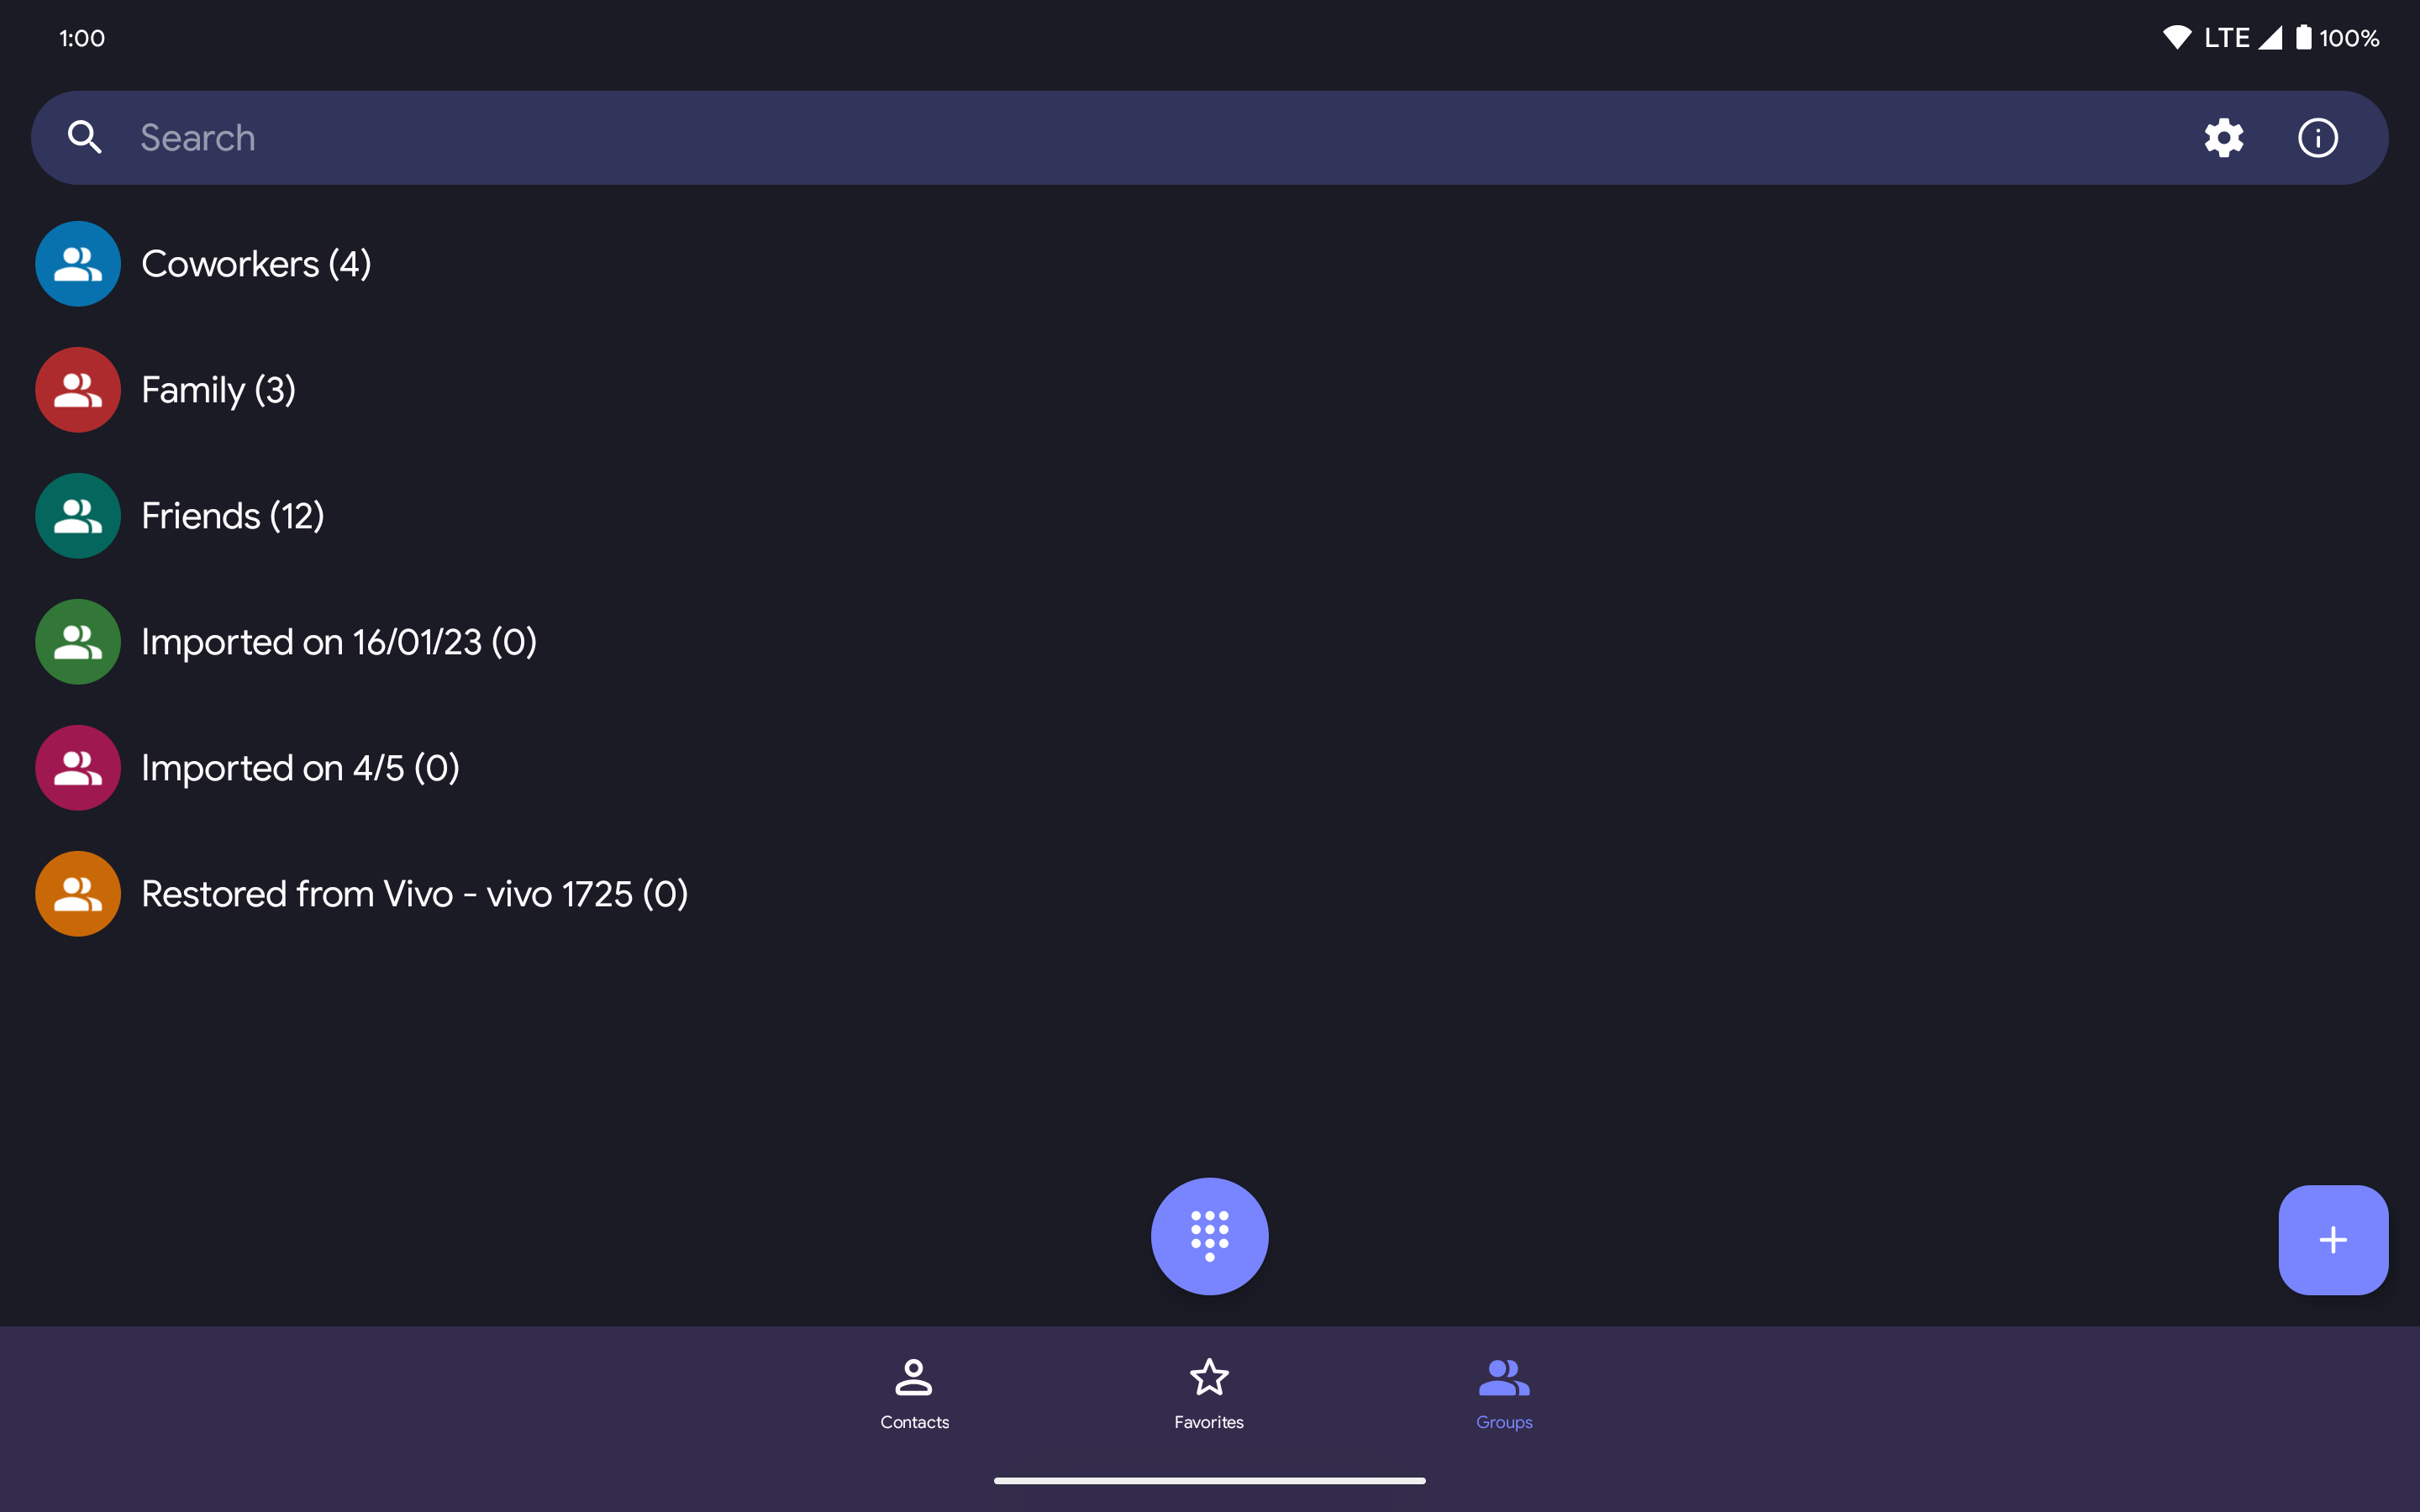 1:00
LTE 100%
Search
Coworkers (4)
Family (3)
Friends (12)
Imported on 16/01/23 (0)
Imported on 4/5 (0)
Restored from Vivo - vivo 1725 (0)
Contacts
Favorites
Groups